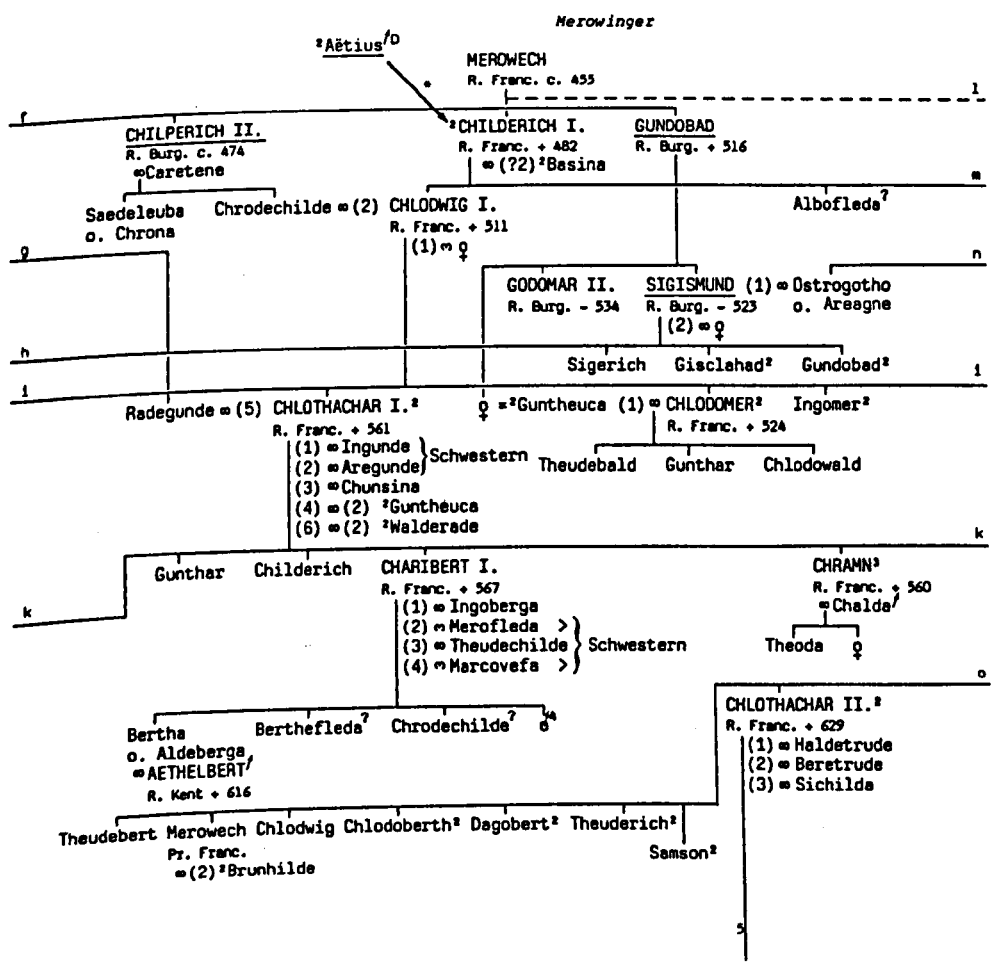 Merowinger
²Aëtius f D
MEROWECH
R. Franc. c. 455
*
l
f
CHILPERICH II.
R. Burg. c. 474
∞ Caretene
²CHILDERICH I.
R. Franc + 482
∞ (?2) ²Basina
GUNDOBAD
R. Burg. + 516
m
Saedeleuba
o. Chrona
Chrodechilde ∞ (2) CHLODWIG I.
R. Franc. + 511
(1) ო ♀
Albofleda?
g
n
GODOMAR II.
R. Burg. - 534
SIGISMUND (1) ∞ Ostrogotho
R. Burg. - 523 o. Areagne
(2) ∞ ♀
h
Sigerich Gisclahad² Gundobad²
i i
Radegunde ∞ (5) CHLOTHACHAR I.² ♀ = ²Guntheuca (1) ∞ CHLODOMER² Ingomer²
R. Franc. + 561 R. Franc. + 524
(1) ∞ Ingunde
(2) ∞ Aregunde } Schwestern
(3) ∞ Chunsina
(4) ∞ (2) ²Guntheuca
(6) ∞ (2) ²Walderade
Theudebald Gunthar Chlodowald
k
Gunthar Childerich CHARIBERT I. CHRAMN³
R. Franc. + 567 R. Franc. + 560
k
(1) ∞ Ingoberga ∞ Chalda f
(2) ო Merofleda >
(3) ∞ Theudechilde } Schwestern
(4) ო Marcovefa >
Theoda ♀
o
Bertha Berthefleda? Chrodechilde? ♂ /4
o. Aldeberga
∞ AETHELBERT f
R. Kent + 616
CHLOTHACHAR II.²
R. Franc + 629
(1) ∞ Haldetrude
(2) ∞ Beretrude
(3) ∞ Sichilda
Theudebert Merowech Chlodwig Chlodoberth² Dagobert² Theuderich²
Pr. Franc.
∞ (2) ²Brunhilde
Samson²
5